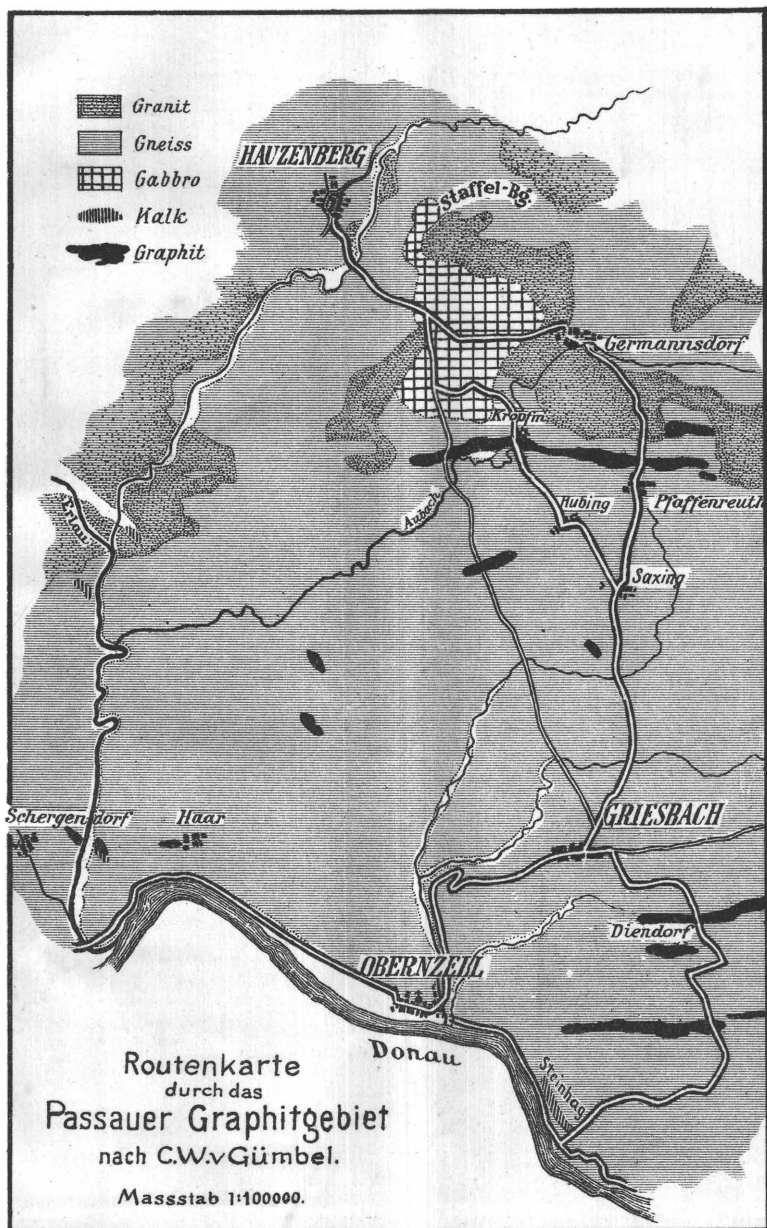 Granit
Gneiss
Gabbro
Kalk
Graphit
HAUZENBERG
Staffel-Bg.
Germannsdorf
Kropfm.
Pfaffenreuth
Hubing
Aubach
Erlau
Saxing
GRIESBACH
Schergendorf
Haar
Diendorf
OBERNZELL
Donau
Steinhag
Routenkarte
durch das
Passauer Graphitgebiet
nach C.W.v Gümbel.
Massstab 1:100000.